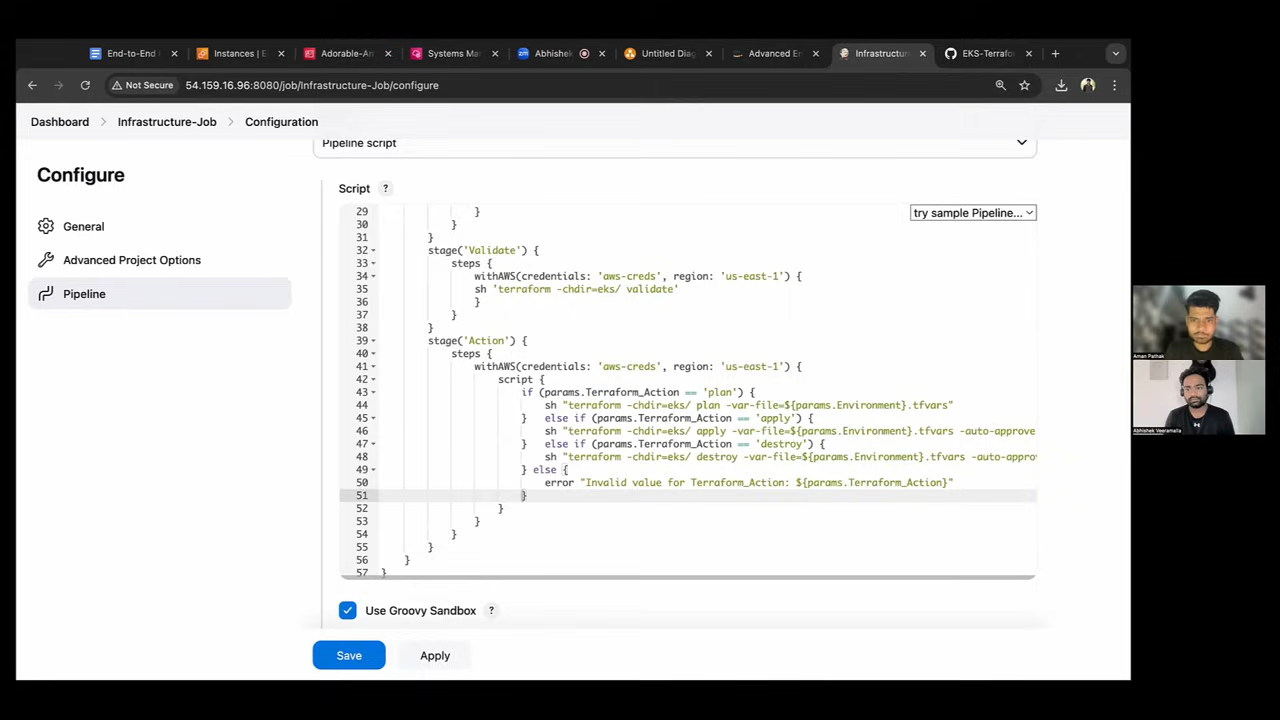 End-to-End
Instances | E
Adorable-An
Systems Ma
Abhishek
Untitled Diag
Advanced En
Infrastructur
EKS-Terrafor
Not Secure
54.159.16.96:8080/job/Infrastructure-Job/configure
Dashboard > Infrastructure-Job > Configuration
Configure
General
Advanced Project Options
Pipeline
Pipeline script
Script ?
try sample Pipeline...
29 }
30 }
31 }
32 stage('Validate') {
33 steps {
34 withAWS(credentials: 'aws-creds', region: 'us-east-1') {
35 sh 'terraform -chdir=eks/ validate'
36 }
37 }
38 }
39 stage('Action') {
40 steps {
41 withAWS(credentials: 'aws-creds', region: 'us-east-1') {
42 script {
43 if (params.Terraform_Action == 'plan') {
44 sh "terraform -chdir=eks/ plan -var-file=${params.Environment}.tfvars"
45 } else if (params.Terraform_Action == 'apply') {
46 sh "terraform -chdir=eks/ apply -var-file=${params.Environment}.tfvars -auto-approve
47 } else if (params.Terraform_Action == 'destroy') {
48 sh "terraform -chdir=eks/ destroy -var-file=${params.Environment}.tfvars -auto-approv
49 } else {
50 error "Invalid value for Terraform_Action: ${params.Terraform_Action}"
51 }
52 }
53 }
54 }
55 }
56 }
57 }
Use Groovy Sandbox ?
Save
Apply
Aman Pathak
Abhishek Veeramalla